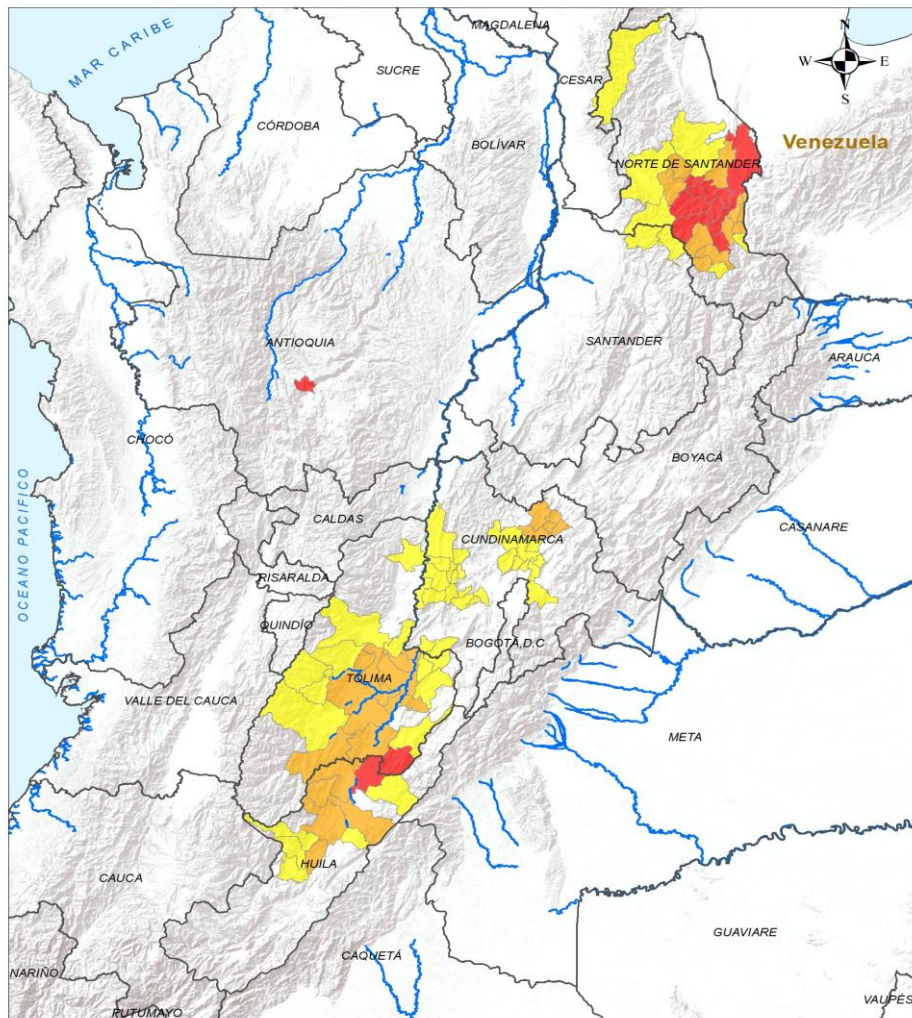 MAR CARIBE
MAGDALENA
N
W
E
S
SUCRE
CESAR
CÓRDOBA
BOLÍVAR
Venezuela
NORTE DE SANTANDER
ANTIOQUIA
SANTANDER
ARAUCA
CHOCÓ
BOYACÁ
OCEANO PACIFICO
CALDAS
CUNDINAMARCA
CASANARE
RISARALDA
QUINDÍO
BOGOTÁ,D.C
TOLIMA
VALLE DEL CAUCA
META
HUILA
CAUCA
GUAVIARE
CAQUETÁ
NARIÑO
VAUPÉS
PUTUMAYO